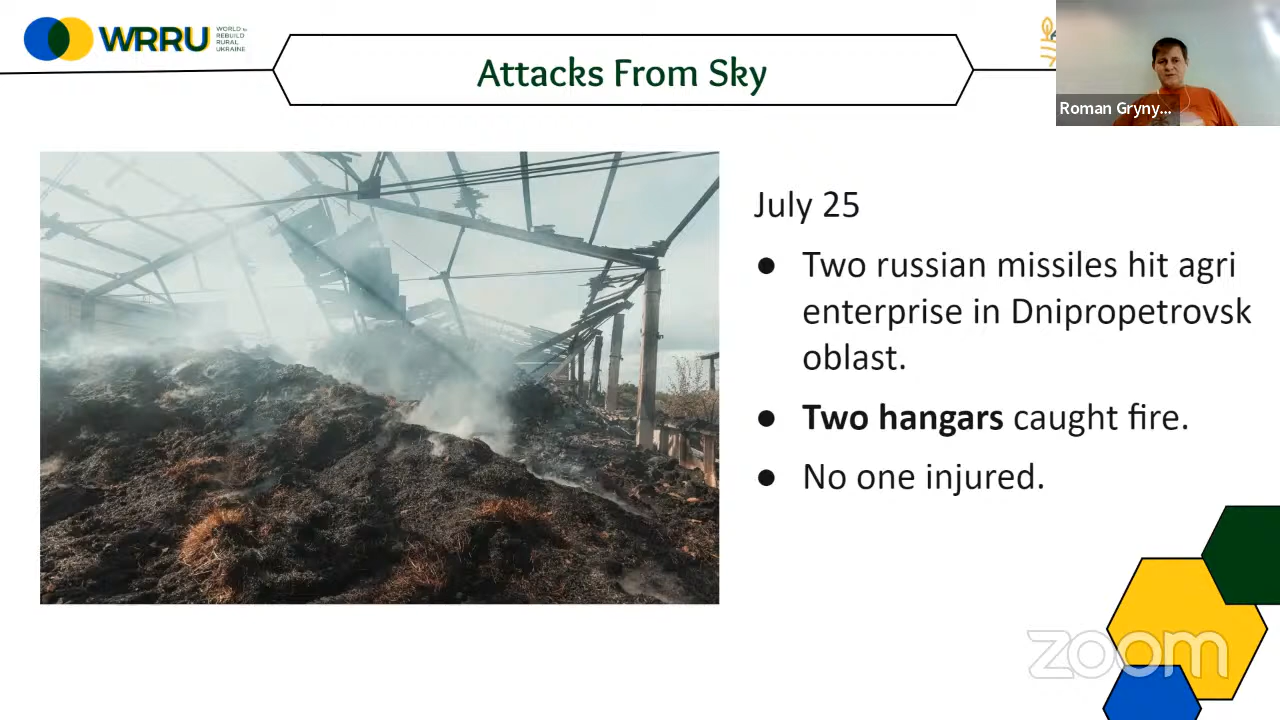 WRRU
WORLD to
REBUILD
RURAL
UKRAINE
Attacks From Sky
Roman Gryny...
July 25
● Two russian missiles hit agri
enterprise in Dnipropetrovsk
oblast.
● Two hangars caught fire.
● No one injured.
zoom